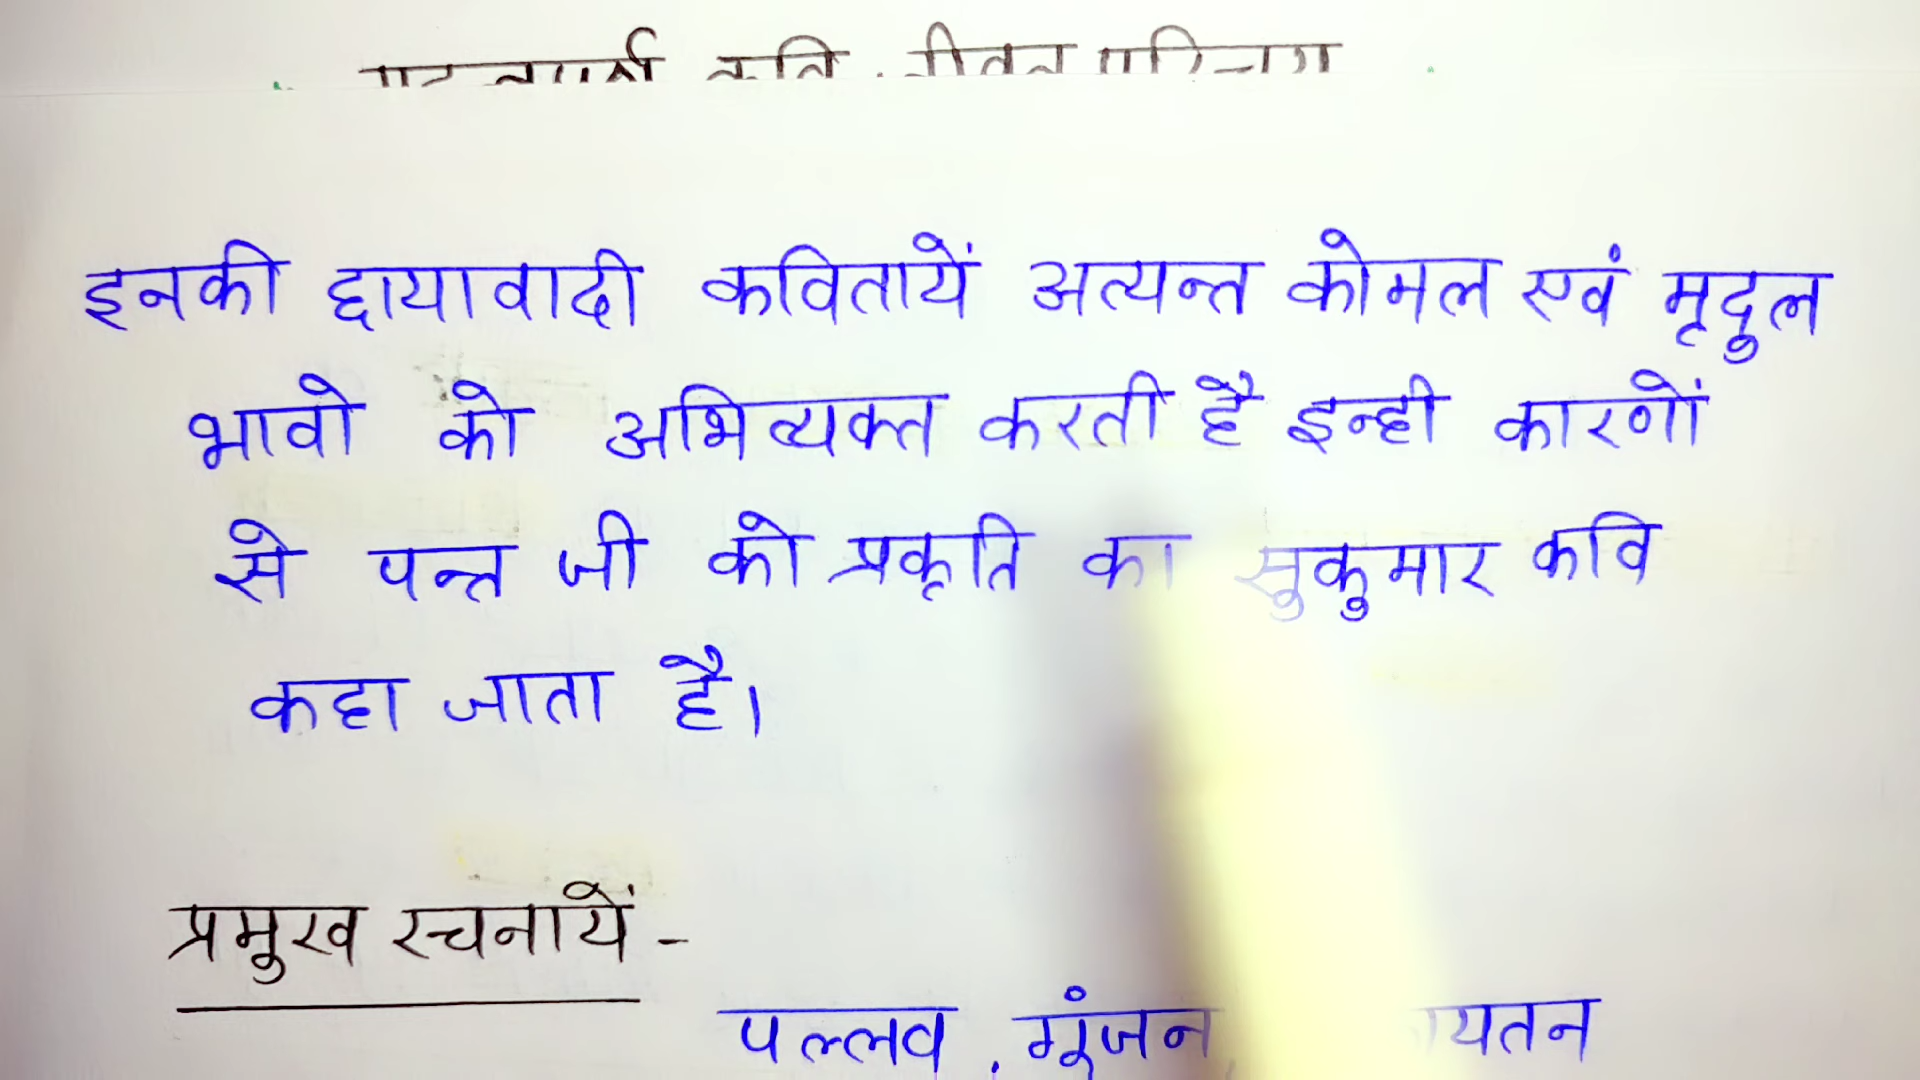 इनकी छायावादी कवितायें अत्यन्त कोमल एवं मृदुल
भावो को अभिव्यक्त करती है इन्ही कारणों
से पन्त जी को प्रकृति का सुकुमार कवि
कहा जाता है।
प्रमुख रचनायें -
पल्लव , गूंजन,